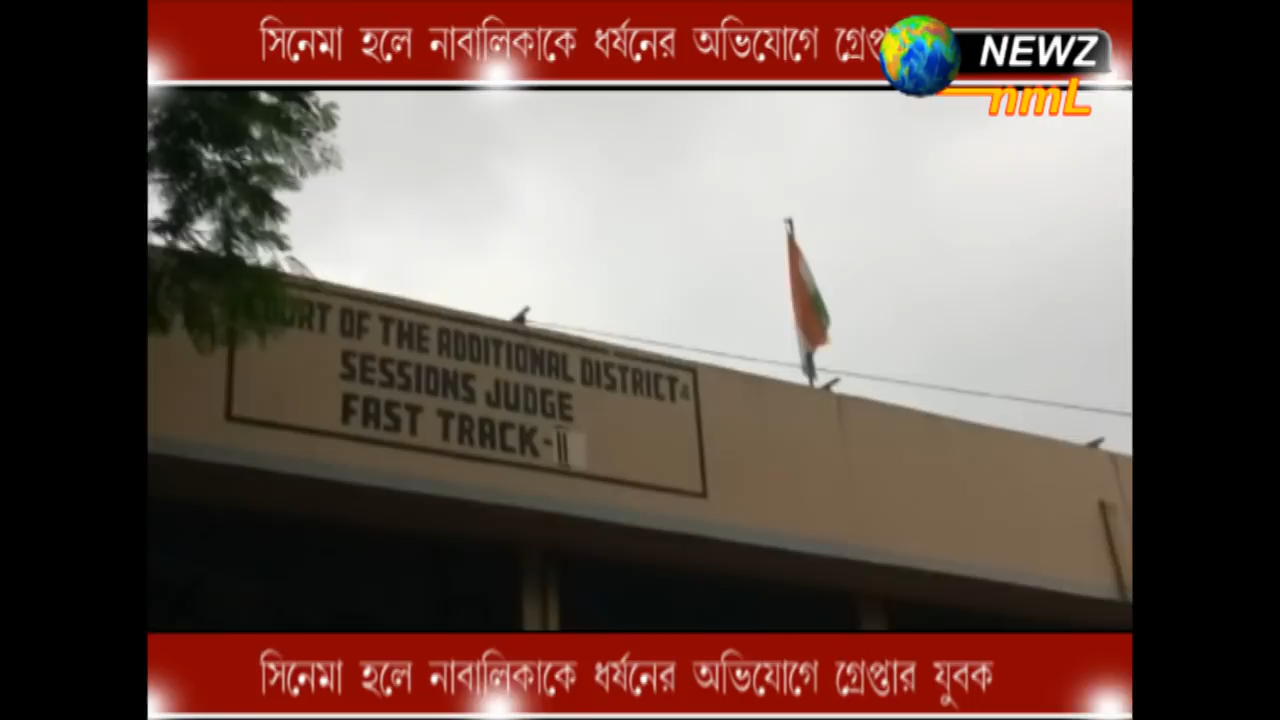 সিনেমা হলে নাবালিকাকে ধর্ষনের অভিযোগে
NEWZ
nmL
OF THE ADDITIONAL DISTRICT &
SESSIONS JUDGE
FAST TRACK-II
সিনেমা হলে নাবালিকাকে ধর্ষনের অভিযোগে গ্রেপ্তার যুবক